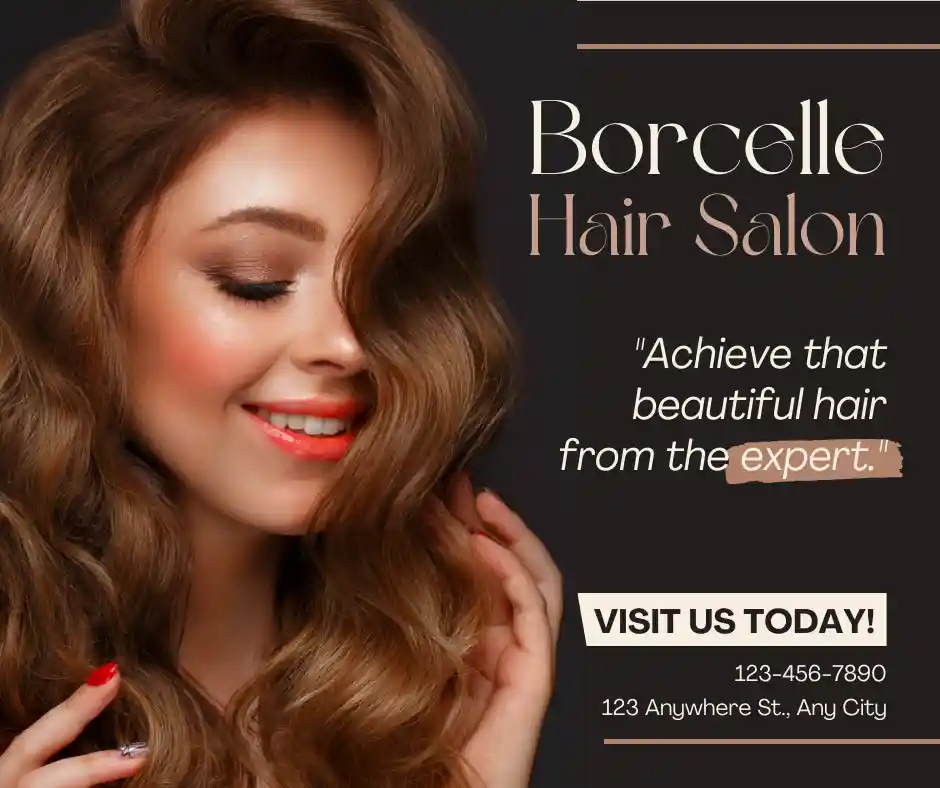 Borcelle
Hair Salon
"Achieve that
beautiful hair
from the expert."
VISIT US TODAY!
123-456-7890
123 Anywhere St., Any City